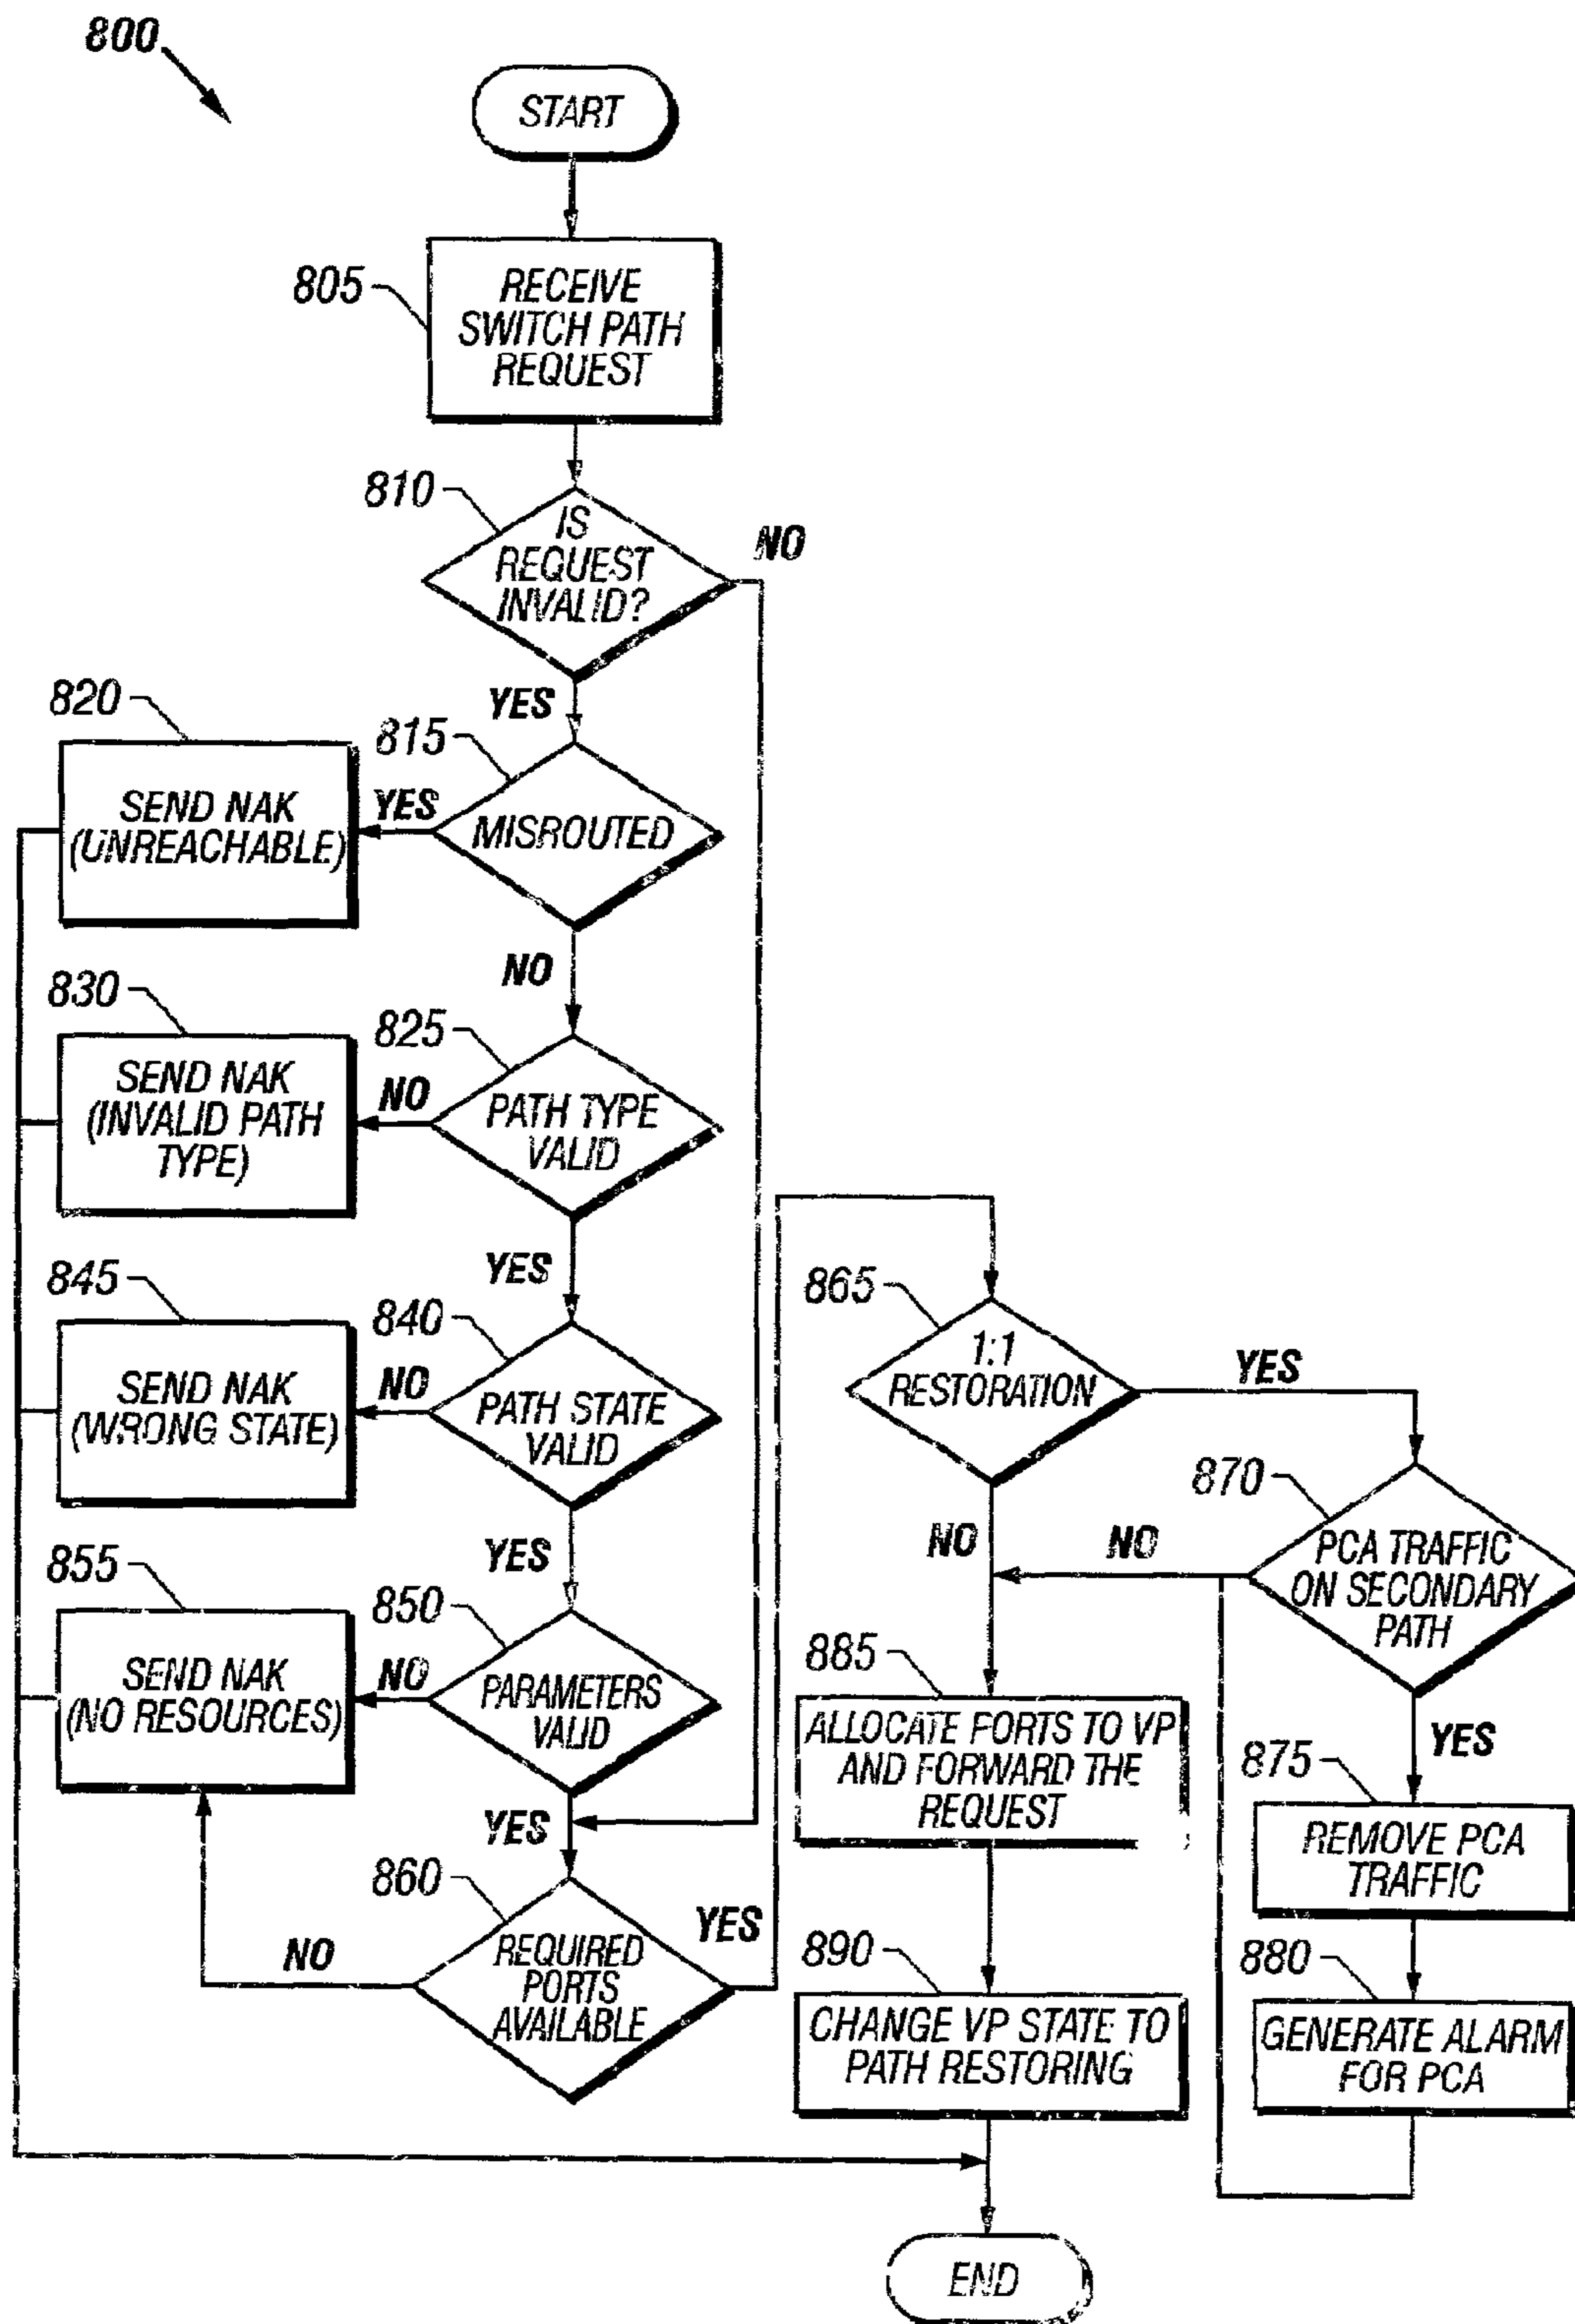 800
START
805
RECEIVE
SWITCH PATH
REQUEST
810
IS
REQUEST
INVALID?
NO
YES
820
815
SEND NAK
(UNREACHABLE)
YES
MISROUTED
NO
830
825
SEND NAK
(INVALID PATH
TYPE)
NO
PATH TYPE
VALID
YES
845
840
SEND NAK
(WRONG STATE)
NO
PATH STATE
VALID
YES
855
850
SEND NAK
(NO RESOURCES)
NO
PARAMETERS
VALID
YES
860
REQUIRED
PORTS
AVAILABLE
NO
YES
865
1:1
RESTORATION
YES
NO
870
PCA TRAFFIC
ON SECONDARY
PATH
NO
YES
885
ALLOCATE PORTS TO VP
AND FORWARD THE
REQUEST
875
REMOVE PCA
TRAFFIC
890
CHANGE VP STATE TO
PATH RESTORING
880
GENERATE ALARM
FOR PCA
END